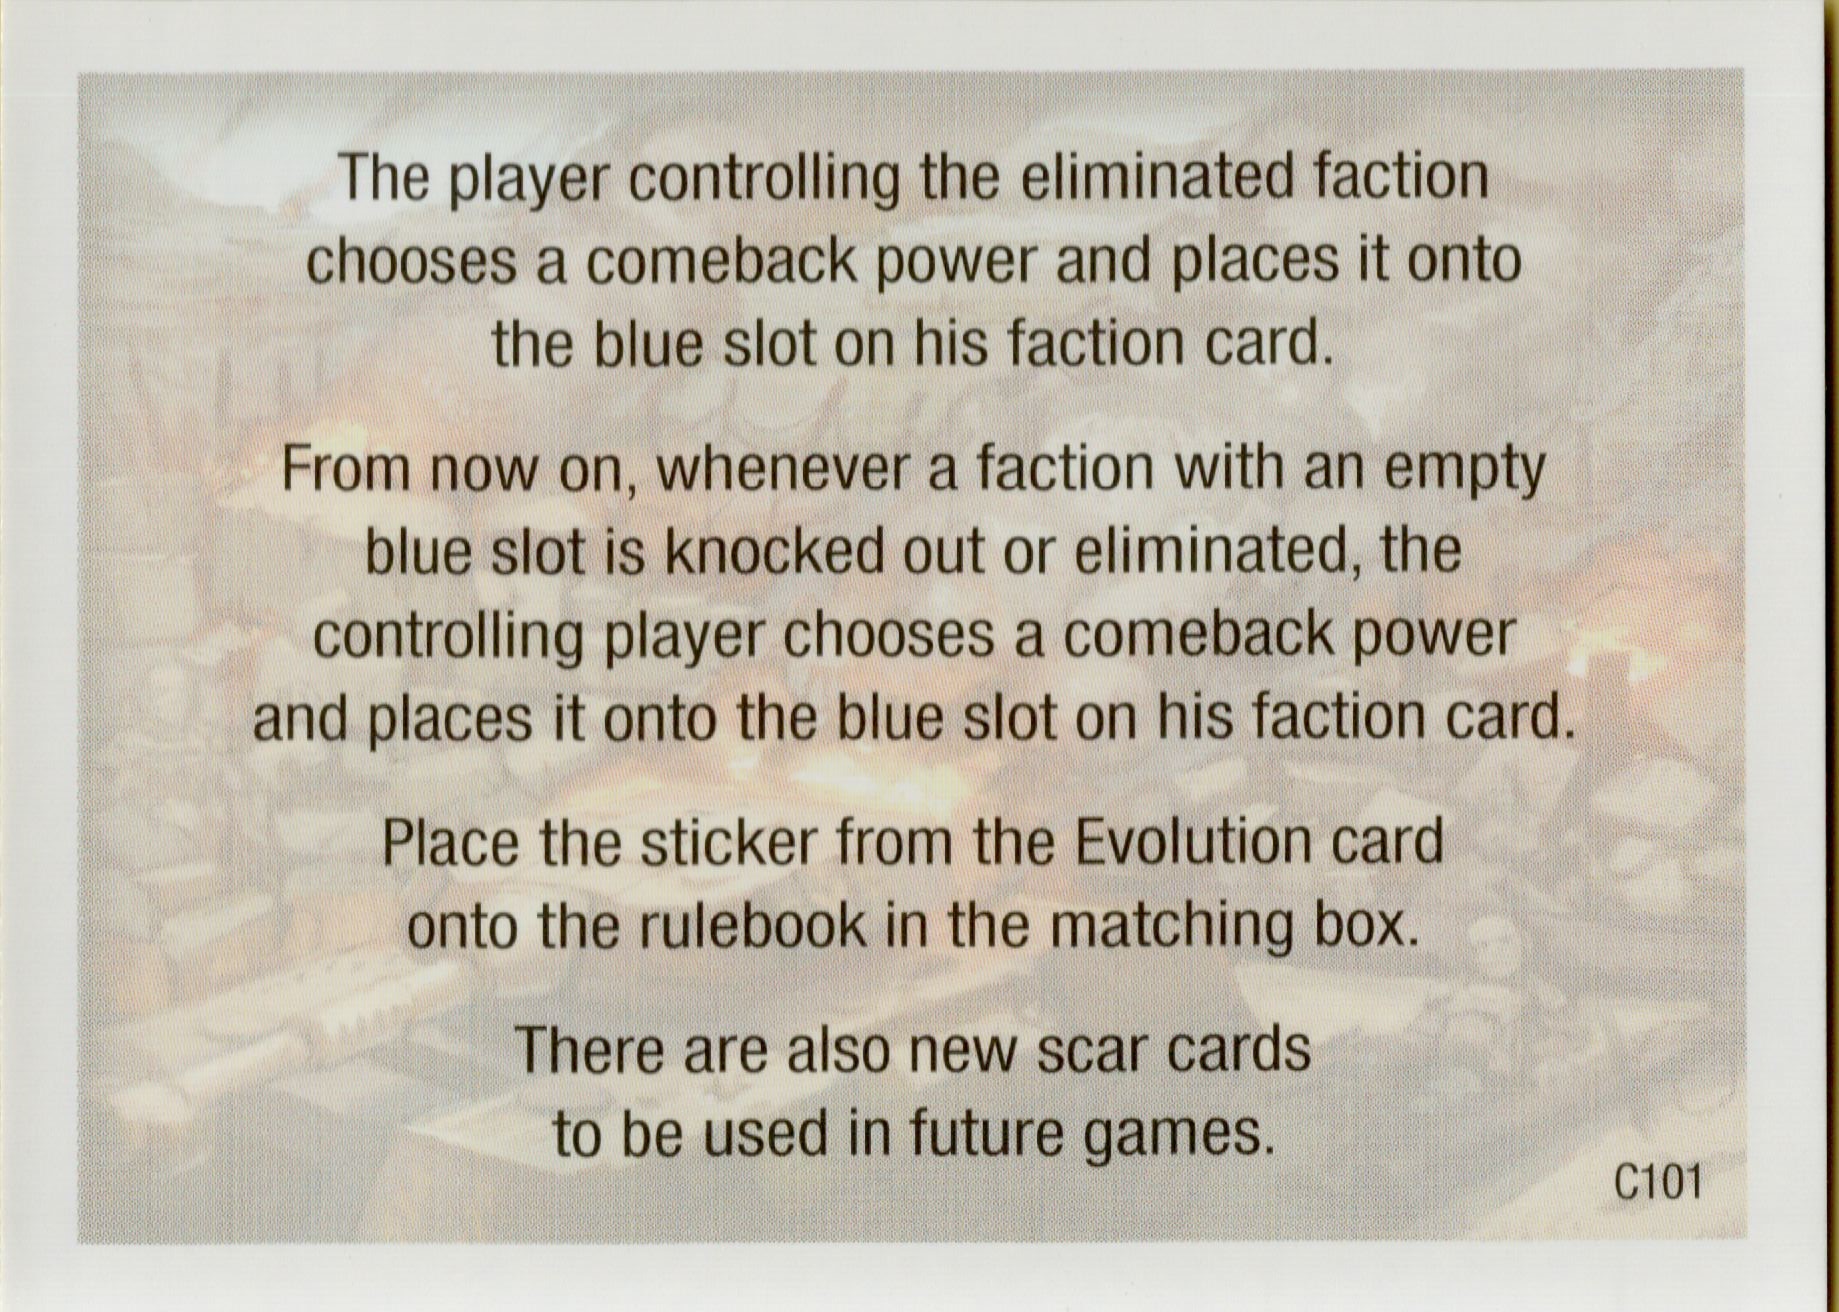 The player controlling the eliminated faction
chooses a comeback power and places it onto
the blue slot on his faction card.
From now on, whenever a faction with an empty
blue slot is knocked out or eliminated, the
controlling player chooses a comeback power
and places it onto the blue slot on his faction card.
Place the sticker from the Evolution card
onto the rulebook in the matching box.
There are also new scar cards
to be used in future games.
C101